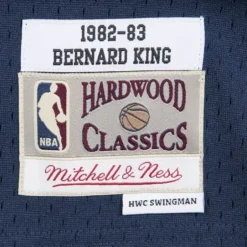 1982-83
BERNARD KING
NBA
HARDWOOD
CLASSICS
Mitchell & Ness
HWC SWINGMAN